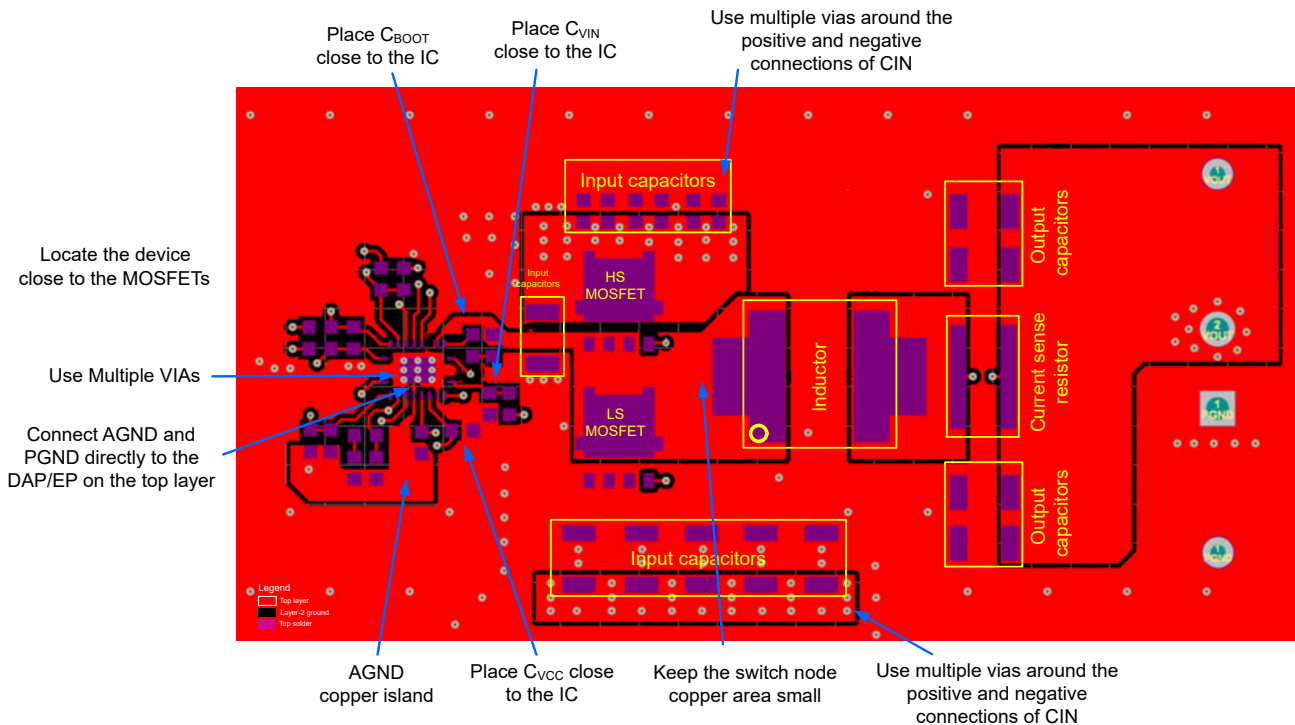 Place CBOOT
close to the IC
Place CVIN
close to the IC
Use multiple vias around the
positive and negative
connections of CIN
Locate the device
close to the MOSFETs
Use Multiple VIAs
Connect AGND and
PGND directly to the
DAP/EP on the top layer
Input capacitors
Input
capacitors
HS
MOSFET
LS
MOSFET
Inductor
Output
capacitors
Current sense
resistor
Output
capacitors
Input capacitors
2
VOUT
1
PGND
Legend
Top layer
Layer-2 ground
Top solder
AGND
copper island
Place CVCC close
to the IC
Keep the switch node
copper area small
Use multiple vias around the
positive and negative
connections of CIN